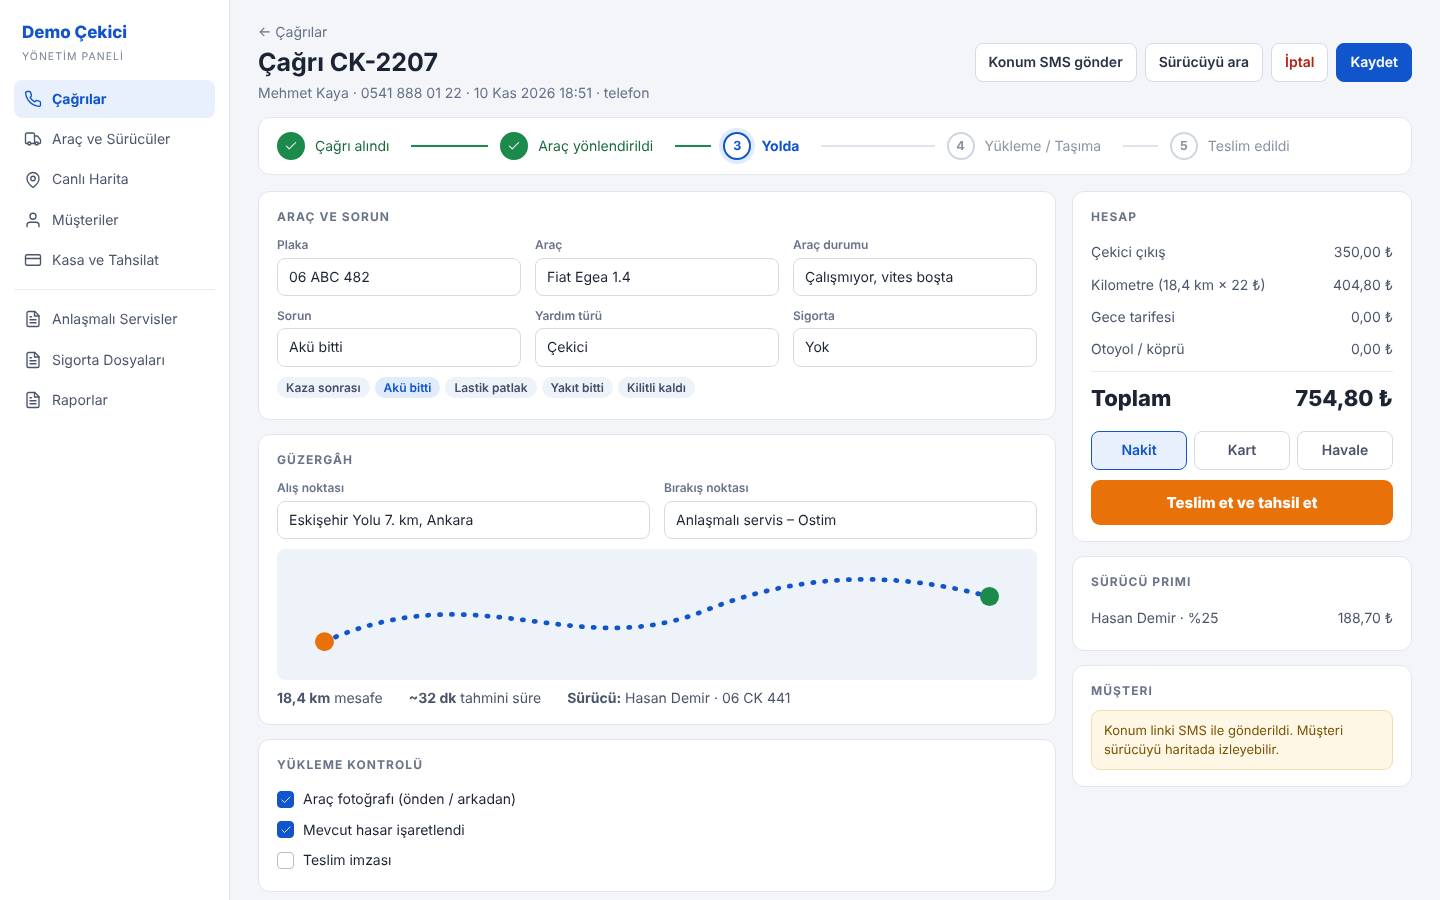 Demo Çekici
YÖNETİM PANELİ
Çağrılar
Araç ve Sürücüler
Canlı Harita
Müşteriler
Kasa ve Tahsilat
Anlaşmalı Servisler
Sigorta Dosyaları
Raporlar
← Çağrılar
Çağrı CK-2207
Mehmet Kaya · 0541 888 01 22 · 10 Kas 2026 18:51 · telefon
Konum SMS gönder
Sürücüyü ara
İptal
Kaydet
Çağrı alındı
Araç yönlendirildi
3 Yolda
4 Yükleme / Taşıma
5 Teslim edildi
ARAÇ VE SORUN
Plaka
Araç
Araç durumu
06 ABC 482
Fiat Egea 1.4
Çalışmıyor, vites boşta
Sorun
Yardım türü
Sigorta
Akü bitti
Çekici
Yok
Kaza sonrası
Akü bitti
Lastik patlak
Yakıt bitti
Kilitli kaldı
GÜZERGÂH
Alış noktası
Bırakış noktası
Eskişehir Yolu 7. km, Ankara
Anlaşmalı servis – Ostim
18,4 km mesafe
~32 dk tahmini süre
Sürücü: Hasan Demir · 06 CK 441
YÜKLEME KONTROLÜ
Araç fotoğrafı (önden / arkadan)
Mevcut hasar işaretlendi
Teslim imzası
HESAP
Çekici çıkış 350,00 ₺
Kilometre (18,4 km × 22 ₺) 404,80 ₺
Gece tarifesi 0,00 ₺
Otoyol / köprü 0,00 ₺
Toplam 754,80 ₺
Nakit
Kart
Havale
Teslim et ve tahsil et
SÜRÜCÜ PRIMI
Hasan Demir · %25 188,70 ₺
MÜŞTERI
Konum linki SMS ile gönderildi. Müşteri
sürücüyü haritada izleyebilir.